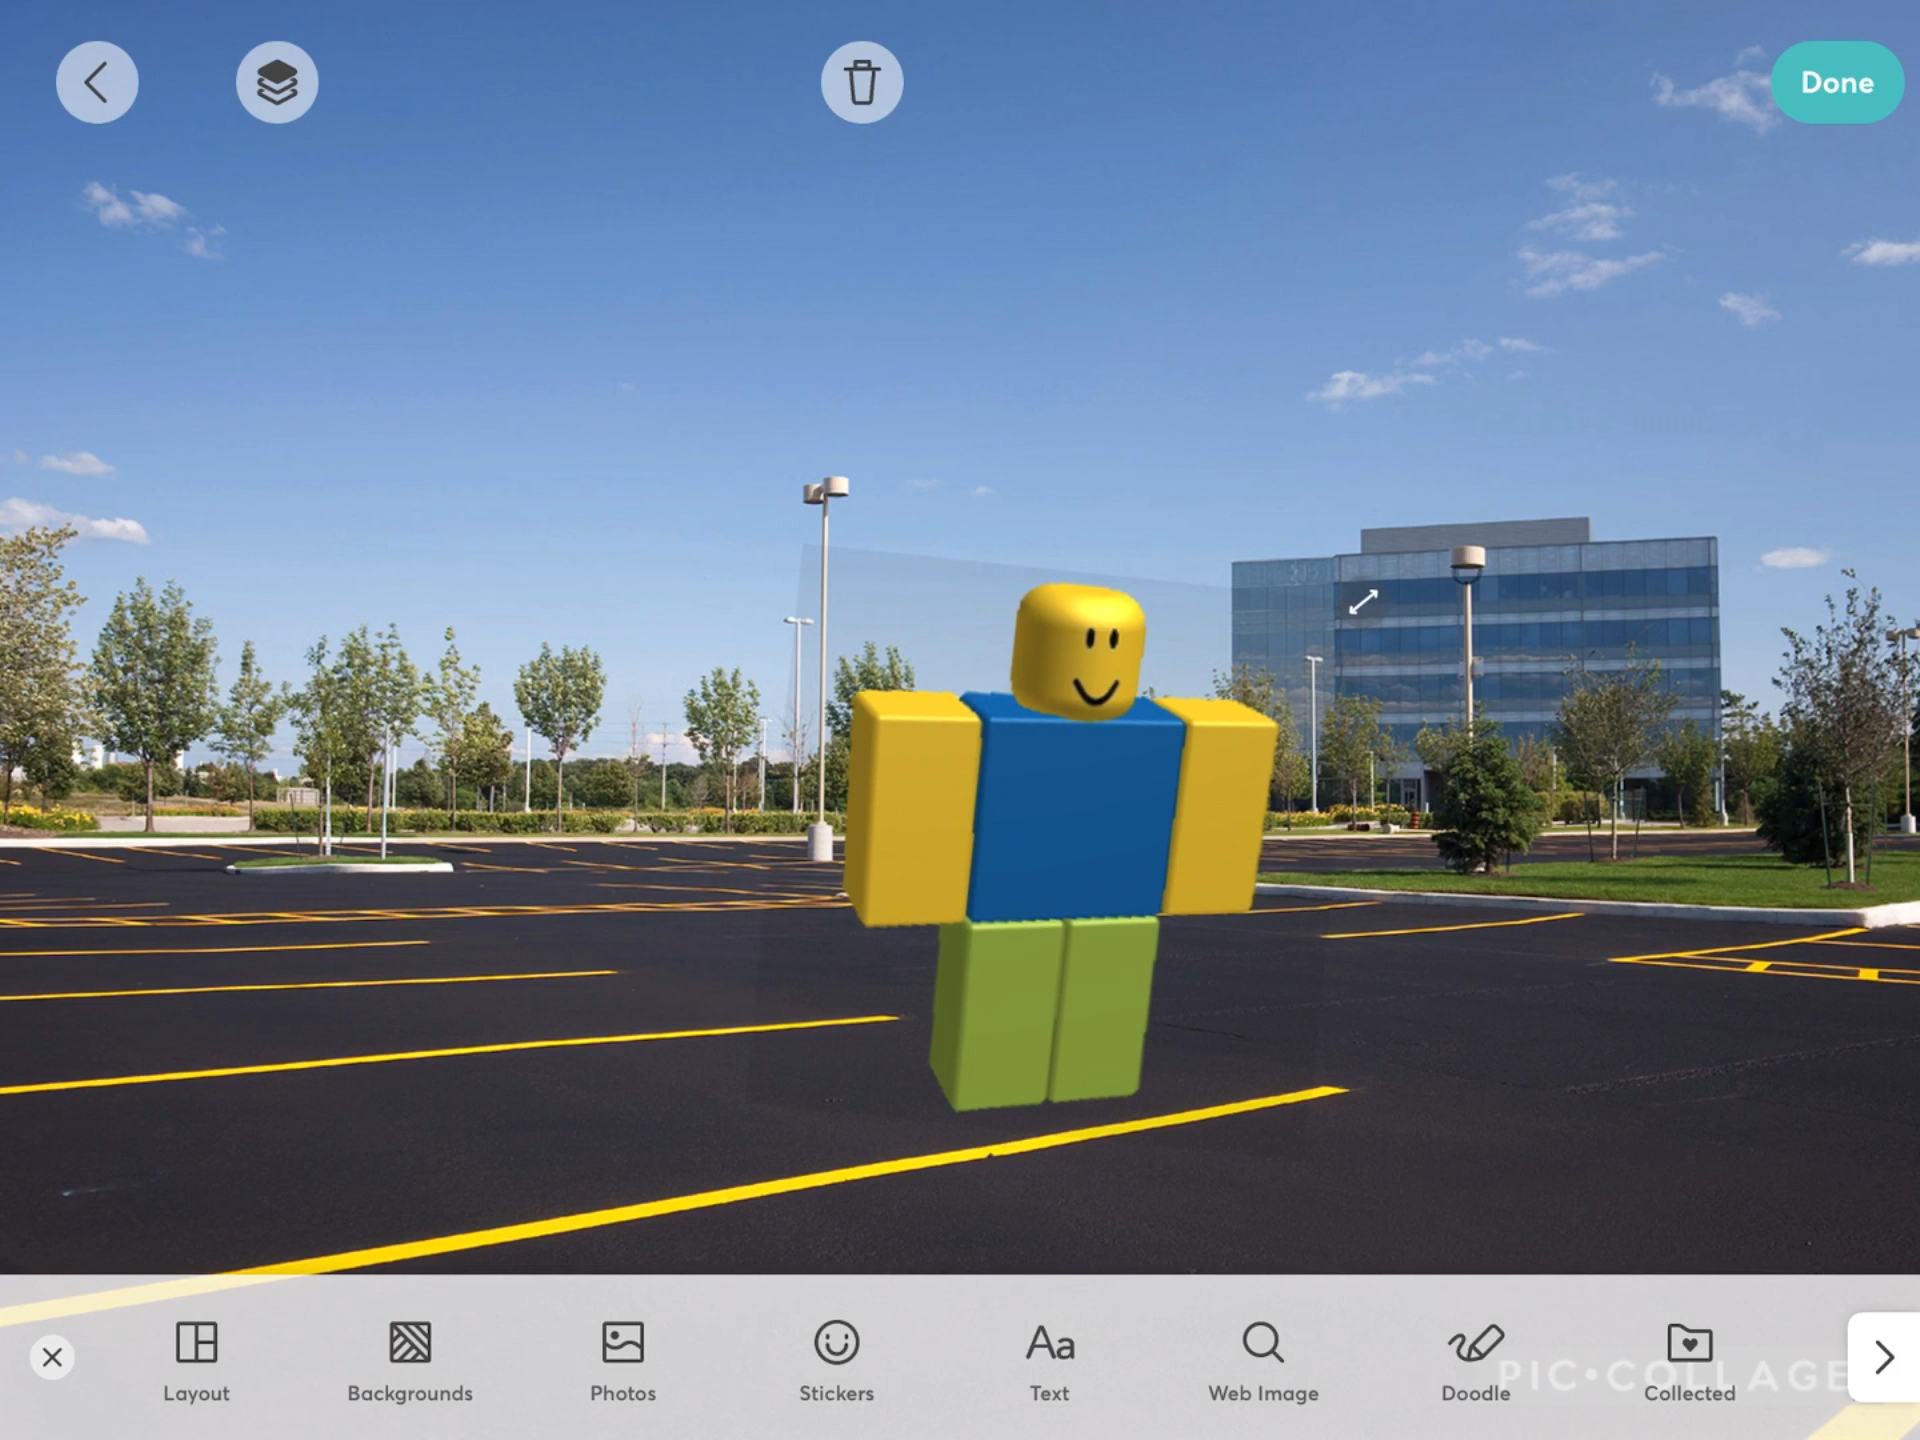 Done
Layout
Backgrounds
Photos
Stickers
Aa
Text
Web Image
Doodle
Collected
PIC•COLLAGE